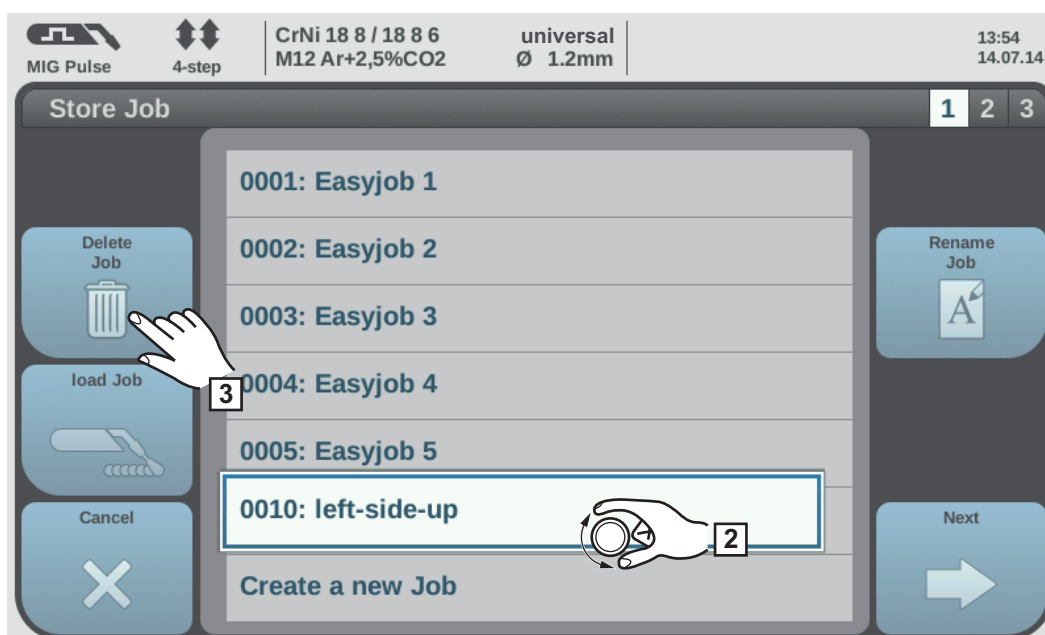 MIG Pulse
4-step
CrNi 18 8 / 18 8 6
M12 Ar+2,5%CO2
universal
Ø 1.2mm
13:54
14.07.14
Store Job
1 2 3
0001: Easyjob 1
Delete
Job
0002: Easyjob 2
Rename
Job
A
0003: Easyjob 3
load Job
3
0004: Easyjob 4
0005: Easyjob 5
Cancel
0010: left-side-up
2
Next
Create a new Job